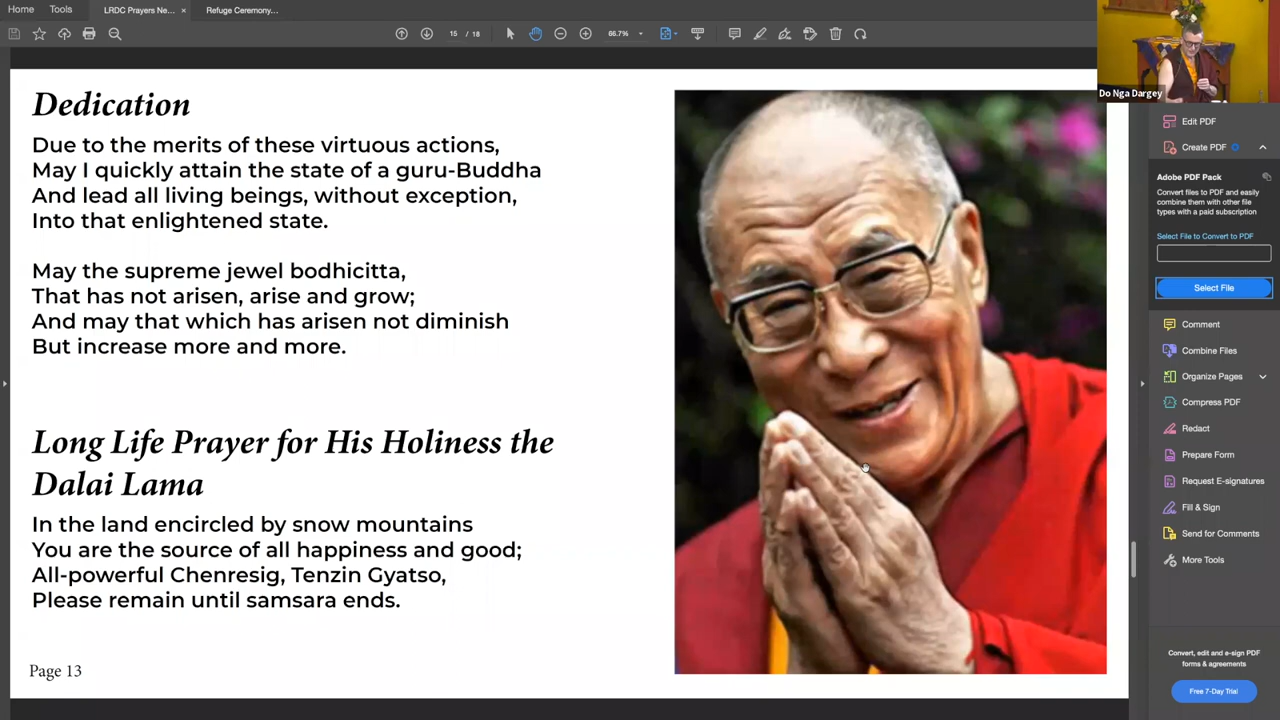 Home
Tools
LRDC Prayers Ne... ×
Refuge Ceremony...
15 / 18
66.7%
Do Nga Dargey
Dedication
Due to the merits of these virtuous actions,
May I quickly attain the state of a guru-Buddha
And lead all living beings, without exception,
Into that enlightened state.
May the supreme jewel bodhicitta,
That has not arisen, arise and grow;
And may that which has arisen not diminish
But increase more and more.
Long Life Prayer for His Holiness the
Dalai Lama
In the land encircled by snow mountains
You are the source of all happiness and good;
All-powerful Chenresig, Tenzin Gyatso,
Please remain until samsara ends.
Page 13
Edit PDF
Create PDF
Adobe PDF Pack
Convert files to PDF and easily
combine them with other file
types with a paid subscription
Select File to Convert to PDF
Select File
Comment
Combine Files
Organize Pages
Compress PDF
Redact
Prepare Form
Request E-signatures
Fill & Sign
Send for Comments
More Tools
Convert, edit and e-sign PDF
forms & agreements
Free 7-Day Trial